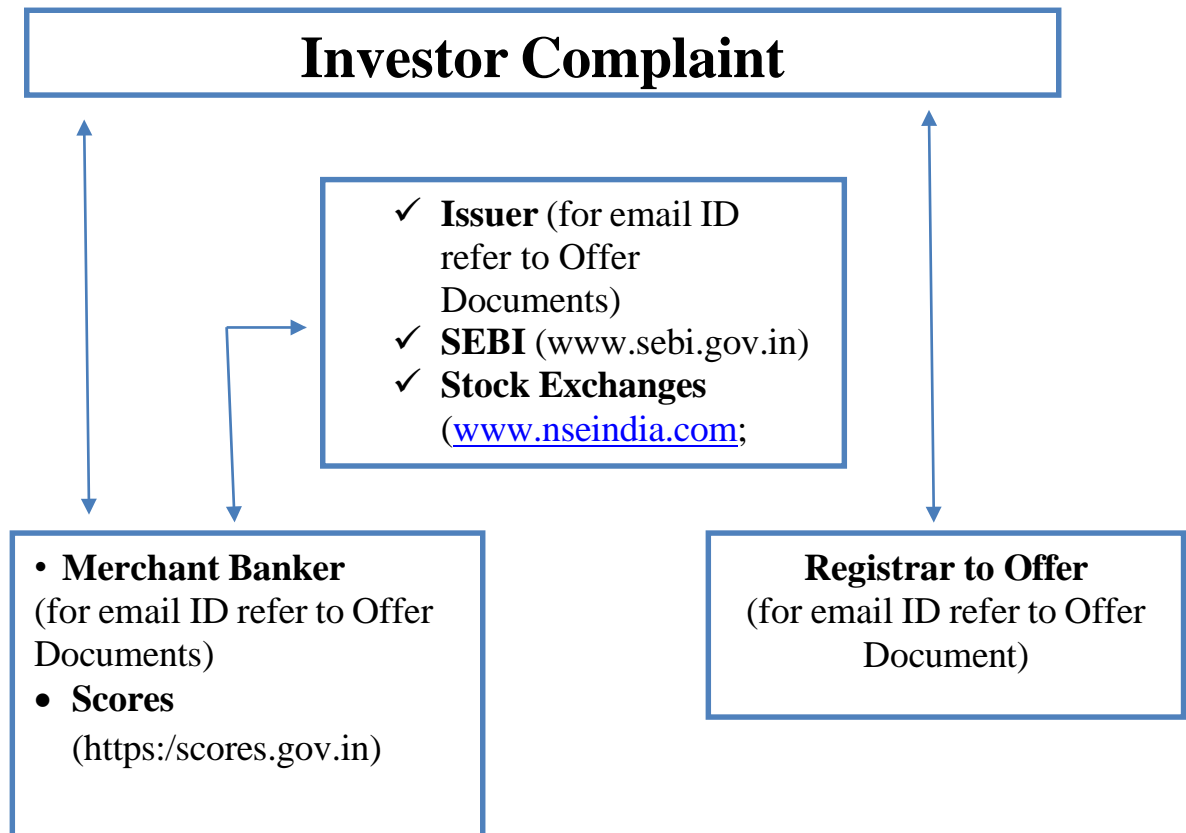 Investor Complaint
✓ Issuer (for email ID
refer to Offer
Documents)
✓ SEBI (www.sebi.gov.in)
✓ Stock Exchanges
(www.nseindia.com;
• Merchant Banker
(for email ID refer to Offer
Documents)
• Scores
(https:/scores.gov.in)
Registrar to Offer
(for email ID refer to Offer
Document)